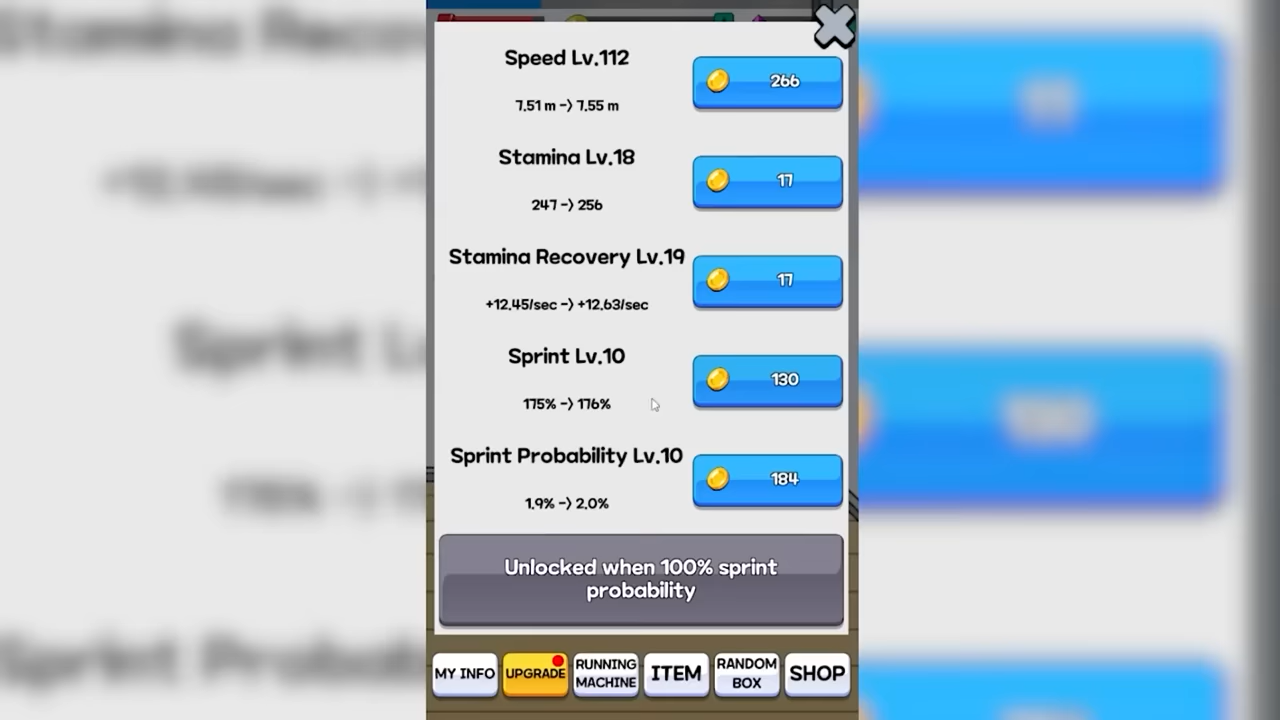 Speed Lv.112
266
7.51 m -> 7.55 m
Stamina Lv.18
17
247 -> 256
Stamina Recovery Lv.19
17
+12.45/sec -> +12.63/sec
Sprint Lv.10
130
175% -> 176%
Sprint Probability Lv.10
184
1.9% -> 2.0%
Unlocked when 100% sprint
probability
MY INFO
UPGRADE
RUNNING
MACHINE
ITEM
RANDOM
BOX
SHOP